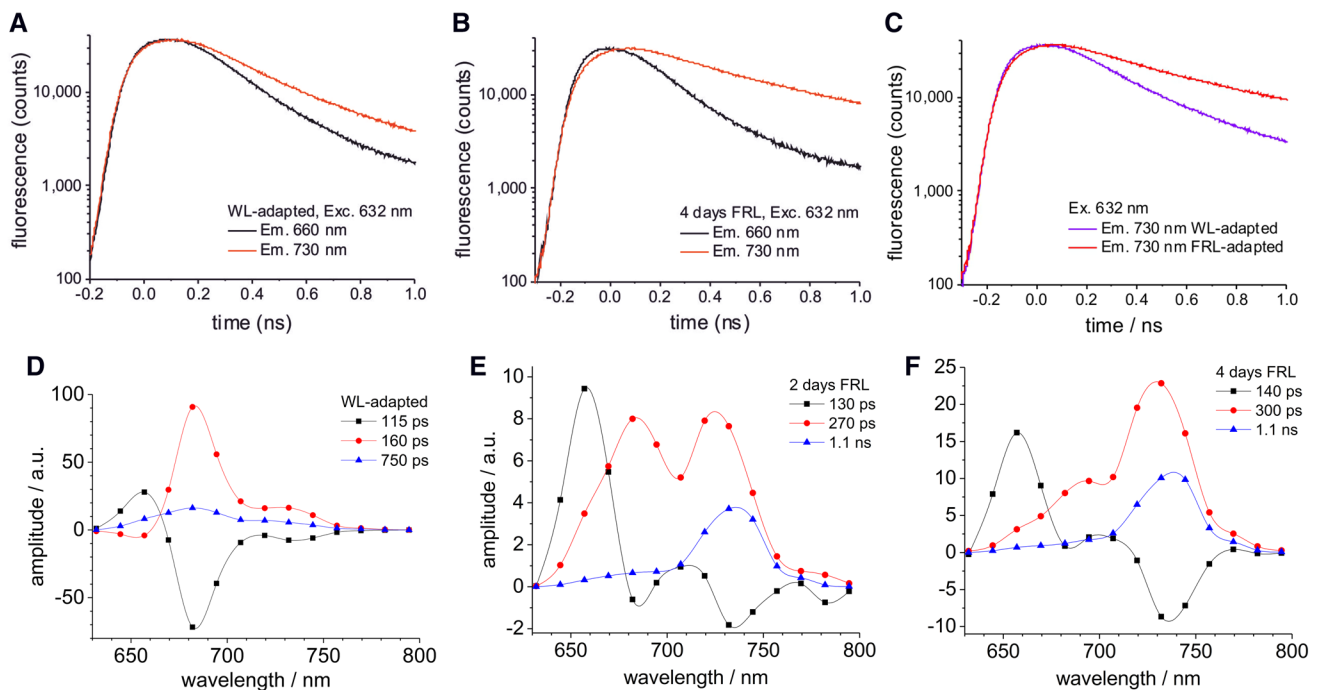 A
fluorescence (counts)
10,000
1,000
100
WL-adapted, Exc. 632 nm
Em. 660 nm
Em. 730 nm
-0.2 0.0 0.2 0.4 0.6 0.8 1.0
time (ns)
B
fluorescence (counts)
10,000
1,000
100
4 days FRL, Exc. 632 nm
Em. 660 nm
Em. 730 nm
-0.2 0.0 0.2 0.4 0.6 0.8 1.0
time (ns)
C
fluorescence (counts)
10,000
1,000
100
Ex. 632 nm
Em. 730 nm WL-adapted
Em. 730 nm FRL-adapted
-0.2 0.0 0.2 0.4 0.6 0.8 1.0
time / ns
D
amplitude / a.u.
100
50
0
-50
WL-adapted
115 ps
160 ps
750 ps
650 700 750 800
wavelength / nm
E
amplitude / a.u.
10
8
6
4
2
0
-2
2 days FRL
130 ps
270 ps
1.1 ns
650 700 750 800
wavelength / nm
F
amplitude / a.u.
25
20
15
10
5
0
-5
-10
4 days FRL
140 ps
300 ps
1.1 ns
650 700 750 800
wavelength / nm